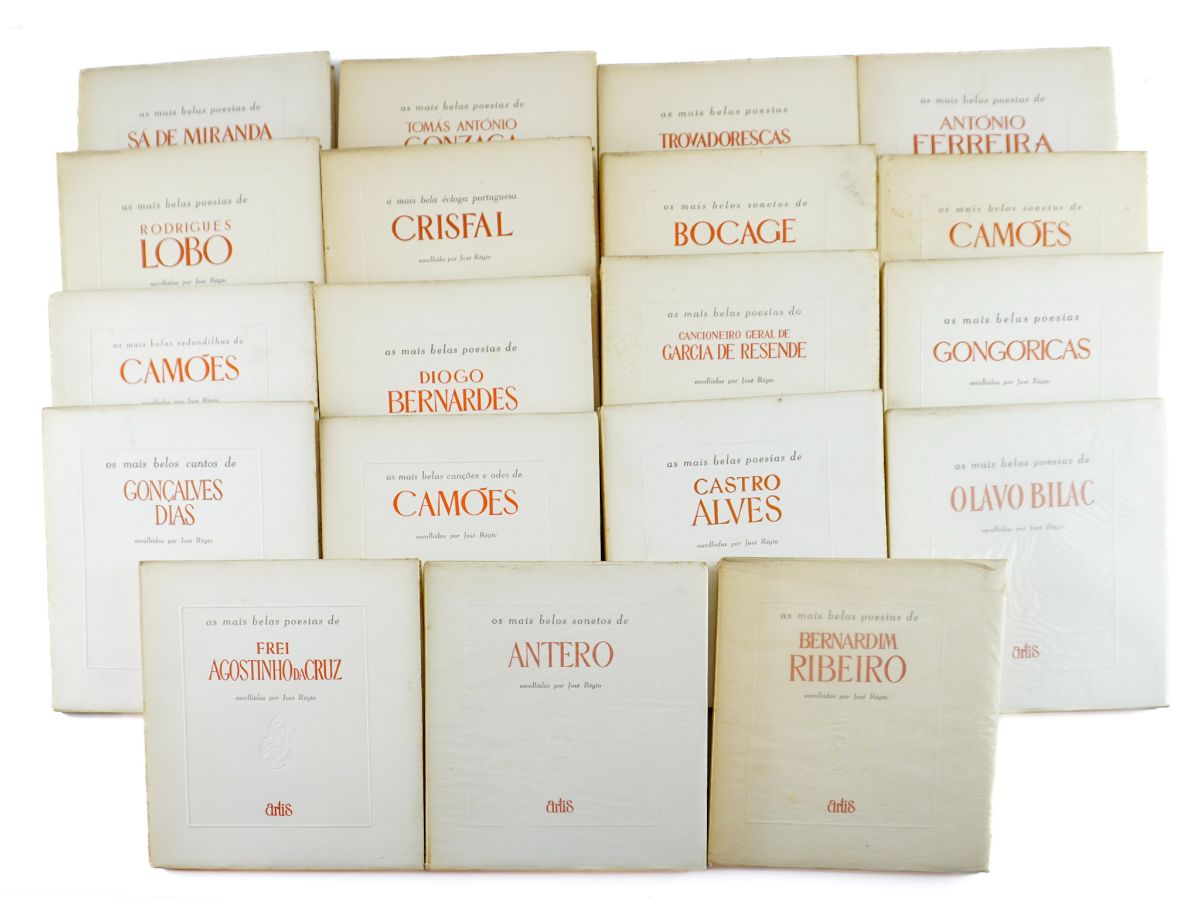 as mais belas poesias de
SÁ DE MIRANDA
as mais belas poesias de
TOMÁS ANTÓNIO
GONZAGA
as mais belas poesias
TROVADORESCAS
as mais belas poesias de
ANTÓNIO
FERREIRA
as mais belas poesias de
RODRIGUES
LOBO
escolhidas por José Régio
a mais bela écloga portuguesa
CRISFAL
escolhida por José Régio
os mais belos sonetos de
BOCAGE
os mais belos sonetos de
CAMÕES
as mais belas redondilhas de
CAMÕES
escolhidas por José Régio
as mais belas poesias de
DIOGO
BERNARDES
as mais belas poesias do
CANCIONEIRO GERAL DE
GARCIA DE RESENDE
escolhidas por José Régio
as mais belas poesias
GONGÓRICAS
escolhidas por José Régio
os mais belos cantos de
GONÇALVES
DIAS
escolhidos por José Régio
as mais belas canções e odes de
CAMÕES
escolhidas por José Régio
as mais belas poesias de
CASTRO
ALVES
escolhidas por José Régio
as mais belas poesias de
OLAVO BILAC
escolhidas por José Régio
artis
as mais belas poesias de
FREI
AGOSTINHO DA CRUZ
escolhidas por José Régio
artis
os mais belos sonetos de
ANTERO
escolhidos por José Régio
artis
as mais belas poesias de
BERNARDIM
RIBEIRO
escolhidas por José Régio
artis